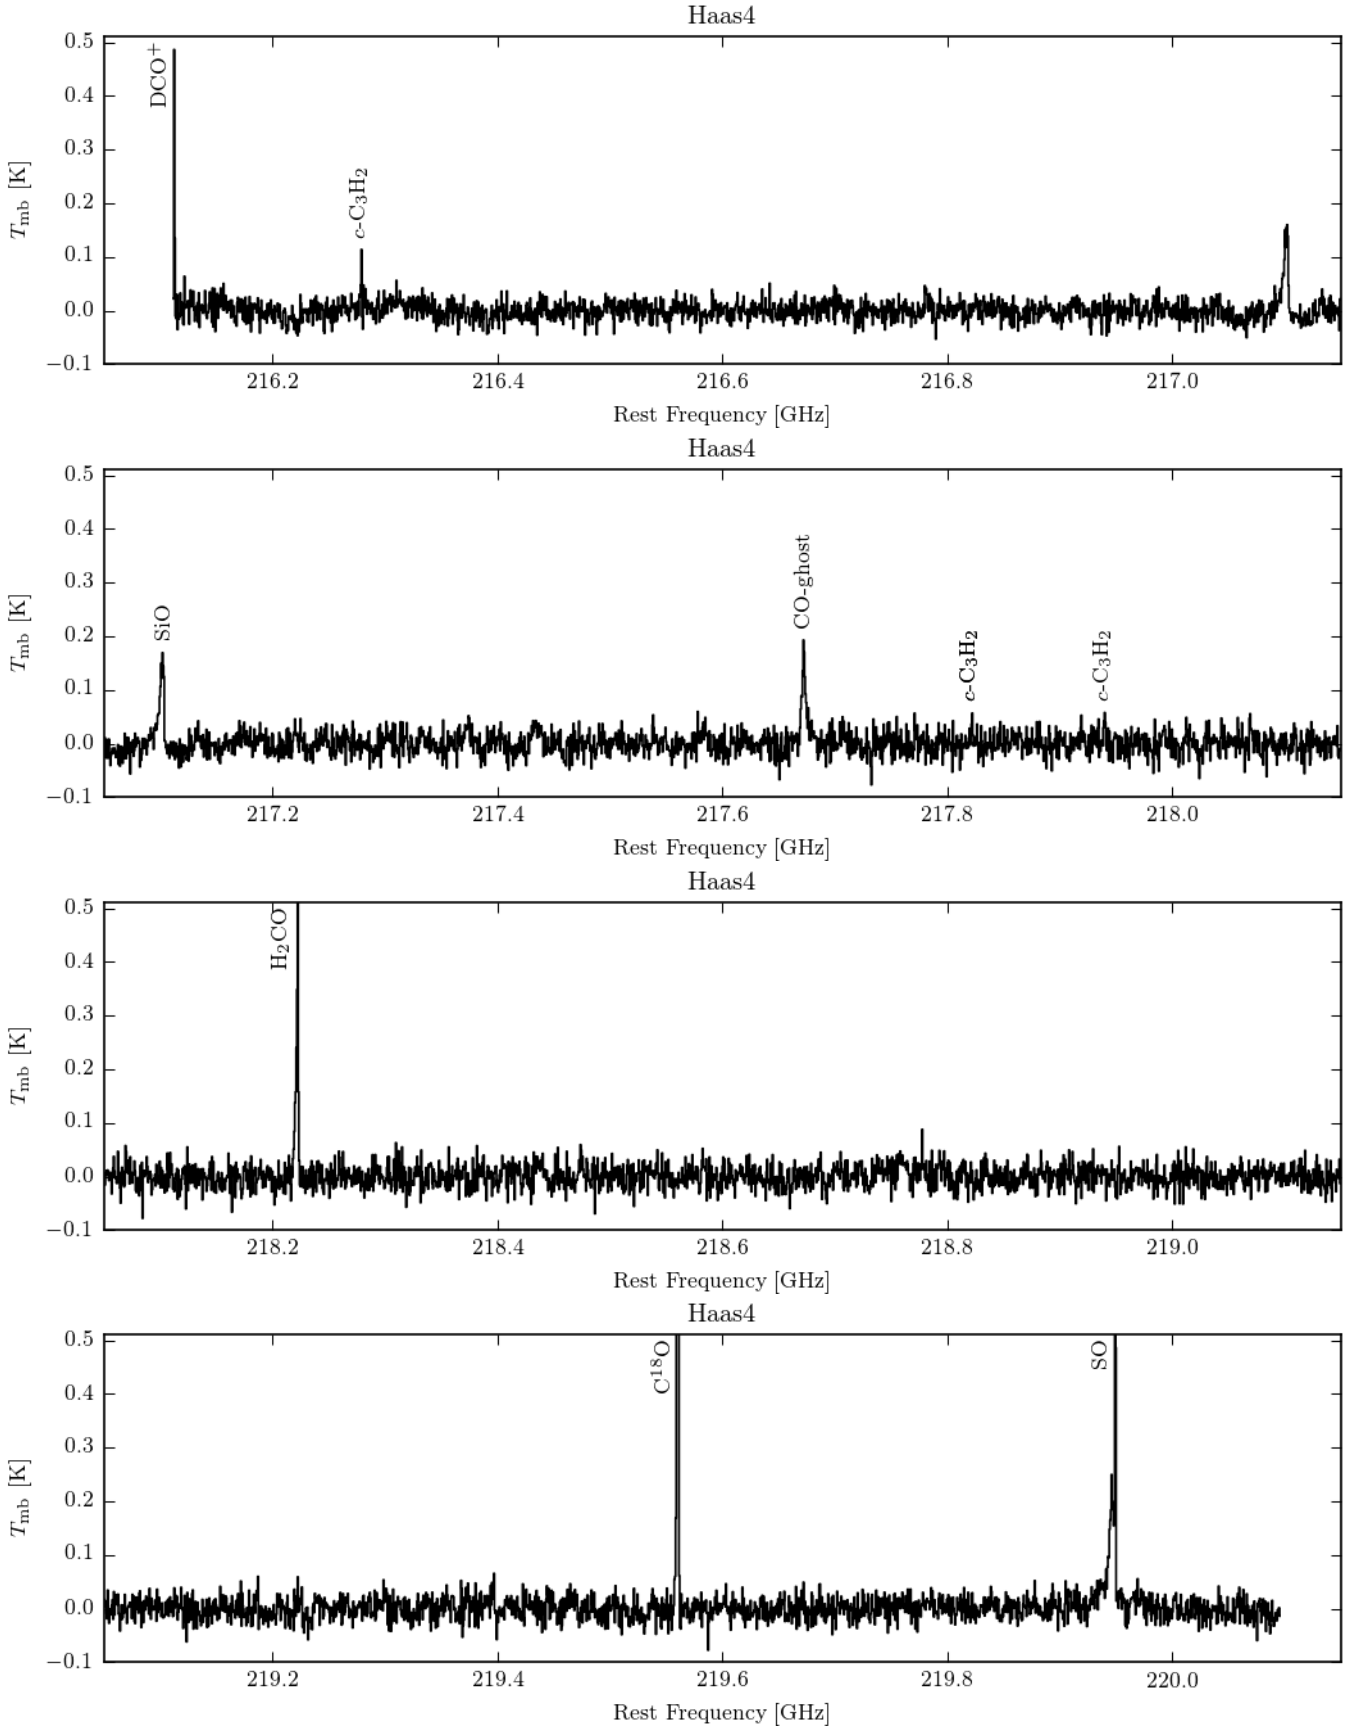 Haas4
0.5
0.4
0.3
0.2
0.1
0.0
−0.1
T_mb [K]
DCO⁺
c-C₃H₂
216.2 216.4 216.6 216.8 217.0
Rest Frequency [GHz]
Haas4
0.5
0.4
0.3
0.2
0.1
0.0
−0.1
T_mb [K]
SiO
CO-ghost
c-C₃H₂
c-C₃H₂
217.2 217.4 217.6 217.8 218.0
Rest Frequency [GHz]
Haas4
0.5
0.4
0.3
0.2
0.1
0.0
−0.1
T_mb [K]
H₂CO
218.2 218.4 218.6 218.8 219.0
Rest Frequency [GHz]
Haas4
0.5
0.4
0.3
0.2
0.1
0.0
−0.1
T_mb [K]
C¹⁸O
SO
219.2 219.4 219.6 219.8 220.0
Rest Frequency [GHz]